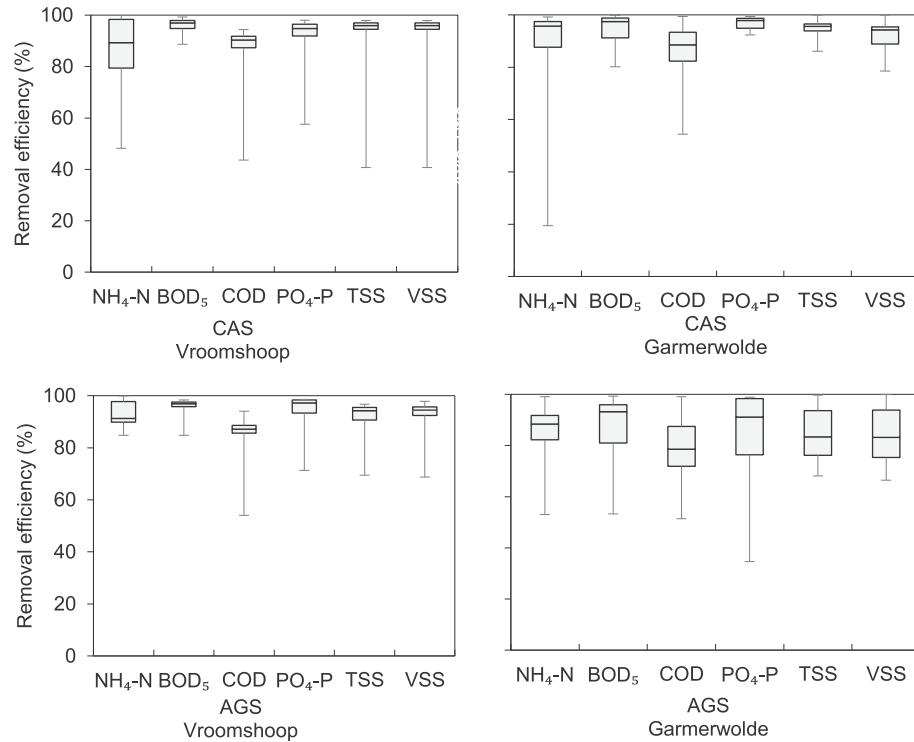 Removal efficiency (%)
100
80
60
40
20
0
NH₄-N BOD₅ COD PO₄-P TSS VSS
CAS
Vroomshoop
NH₄-N BOD₅ COD PO₄-P TSS VSS
CAS
Garmerwolde
Removal efficiency (%)
100
80
60
40
20
0
NH₄-N BOD₅ COD PO₄-P TSS VSS
AGS
Vroomshoop
NH₄-N BOD₅ COD PO₄-P TSS VSS
AGS
Garmerwolde